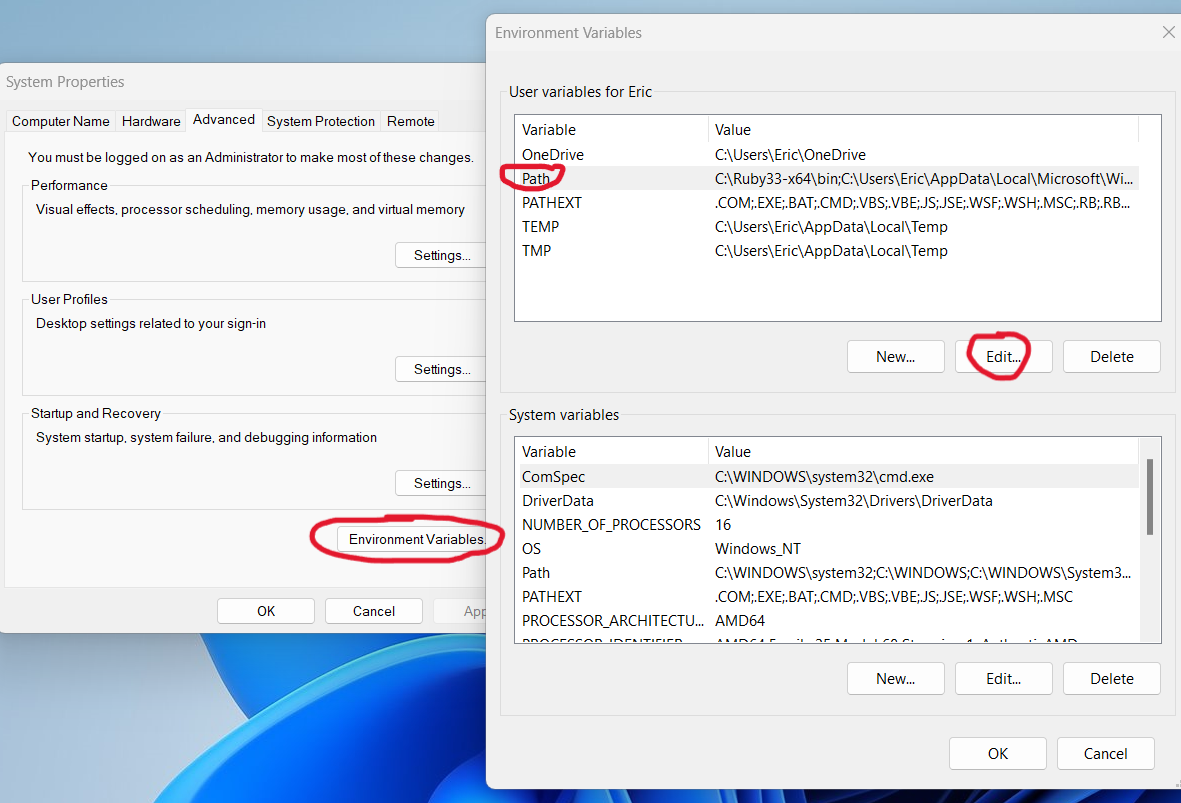 System Properties
Computer Name Hardware Advanced System Protection Remote
You must be logged on as an Administrator to make most of these changes.
Performance
Visual effects, processor scheduling, memory usage, and virtual memory
Settings...
User Profiles
Desktop settings related to your sign-in
Settings...
Startup and Recovery
System startup, system failure, and debugging information
Settings...
Environment Variables.
OK Cancel App
Environment Variables
User variables for Eric
Variable Value
OneDrive C:\Users\Eric\OneDrive
Path C:\Ruby33-x64\bin;C:\Users\Eric\AppData\Local\Microsoft\Wi...
PATHEXT .COM;.EXE;.BAT;.CMD;.VBS;.VBE;.JS;.JSE;.WSF;.WSH;.MSC;.RB;.RB...
TEMP C:\Users\Eric\AppData\Local\Temp
TMP C:\Users\Eric\AppData\Local\Temp
New... Edit... Delete
System variables
Variable Value
ComSpec C:\WINDOWS\system32\cmd.exe
DriverData C:\Windows\System32\Drivers\DriverData
NUMBER_OF_PROCESSORS 16
OS Windows_NT
Path C:\WINDOWS\system32;C:\WINDOWS;C:\WINDOWS\System3...
PATHEXT .COM;.EXE;.BAT;.CMD;.VBS;.VBE;.JS;.JSE;.WSF;.WSH;.MSC
PROCESSOR_ARCHITECTU... AMD64
New... Edit... Delete
OK Cancel